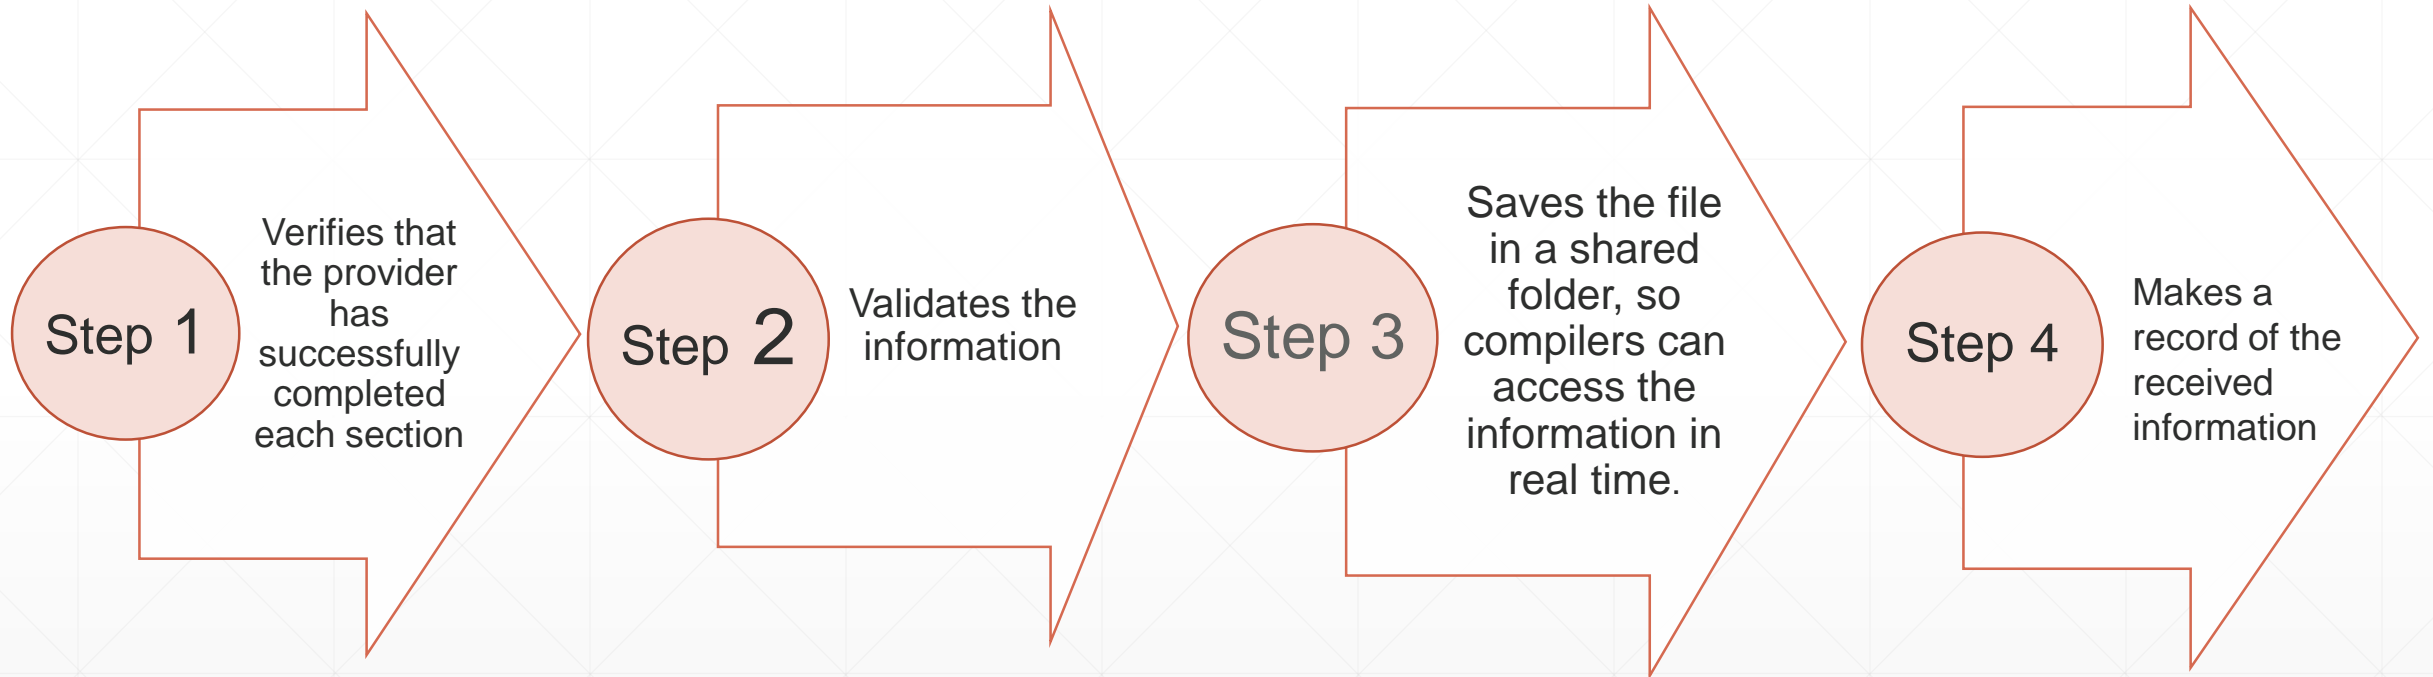 Step 1
Verifies that
the provider
has
successfully
completed
each section
Step 2
Validates the
information
Step 3
Saves the file
in a shared
folder, so
compilers can
access the
information in
real time.
Step 4
Makes a
record of the
received
information